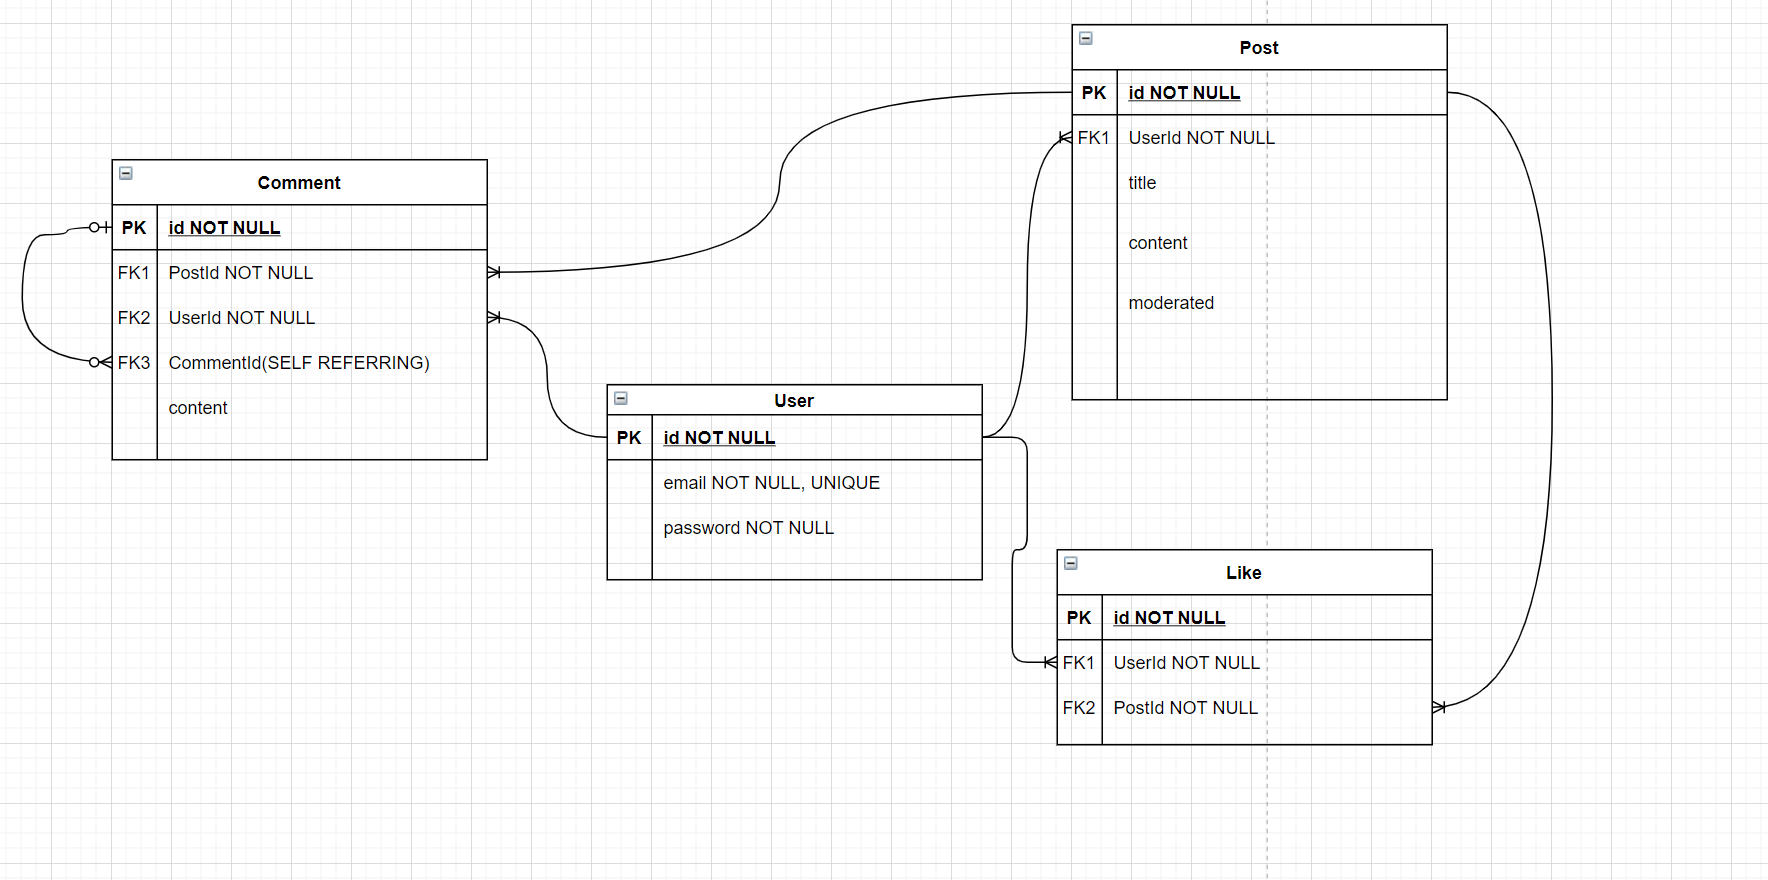 Post
PK id NOT NULL
FK1 UserId NOT NULL
title
content
moderated
Comment
PK id NOT NULL
FK1 PostId NOT NULL
FK2 UserId NOT NULL
FK3 CommentId(SELF REFERRING)
content
User
PK id NOT NULL
email NOT NULL, UNIQUE
password NOT NULL
Like
PK id NOT NULL
FK1 UserId NOT NULL
FK2 PostId NOT NULL